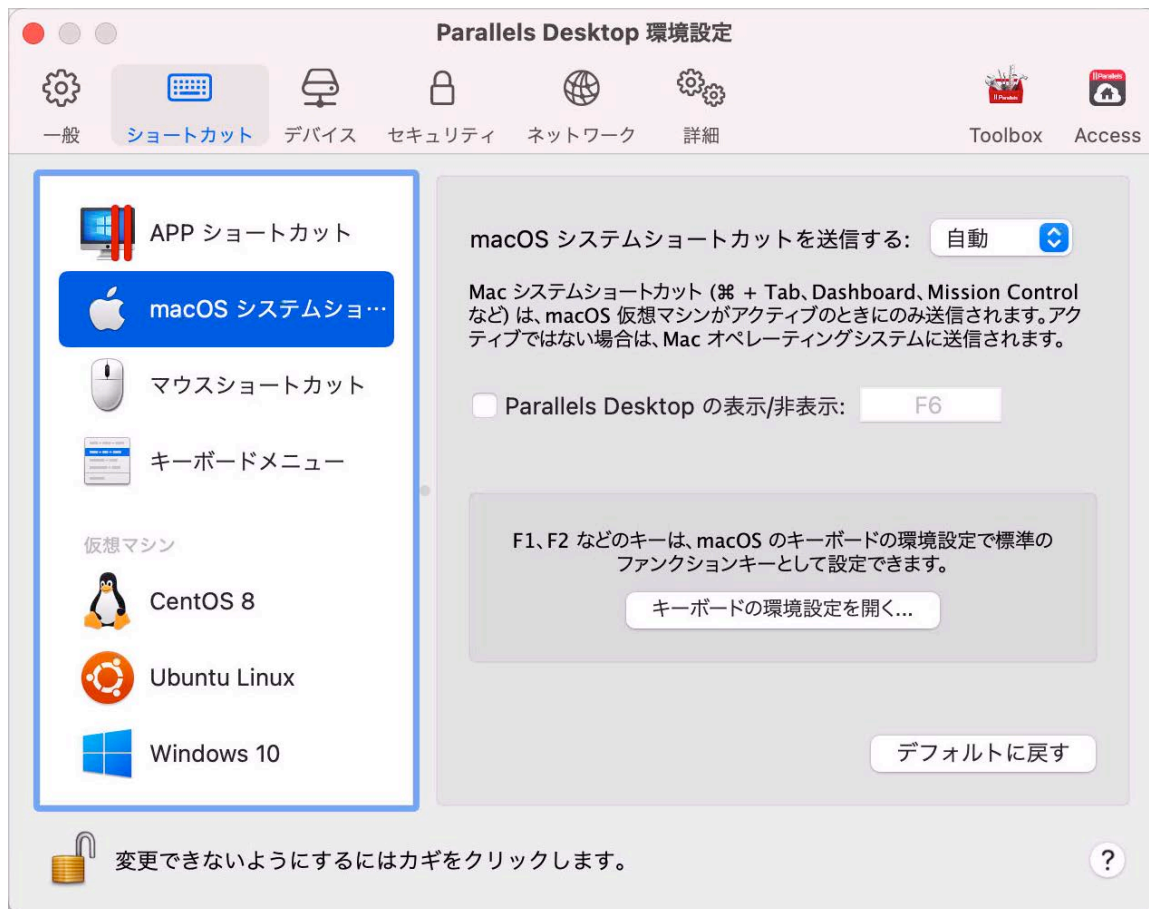 Parallels Desktop 環境設定
一般
ショートカット
デバイス
セキュリティ
ネットワーク
詳細
Toolbox
Access
APP ショートカット
macOS システムショ…
マウスショートカット
キーボードメニュー
仮想マシン
CentOS 8
Ubuntu Linux
Windows 10
macOS システムショートカットを送信する: 自動
Mac システムショートカット (⌘ + Tab、Dashboard、Mission Control
など) は、macOS 仮想マシンがアクティブのときにのみ送信されます。アク
ティブではない場合は、Mac オペレーティングシステムに送信されます。
Parallels Desktop の表示/非表示: F6
F1、F2 などのキーは、macOS のキーボードの環境設定で標準の
ファンクションキーとして設定できます。
キーボードの環境設定を開く...
デフォルトに戻す
変更できないようにするにはカギをクリックします。
?